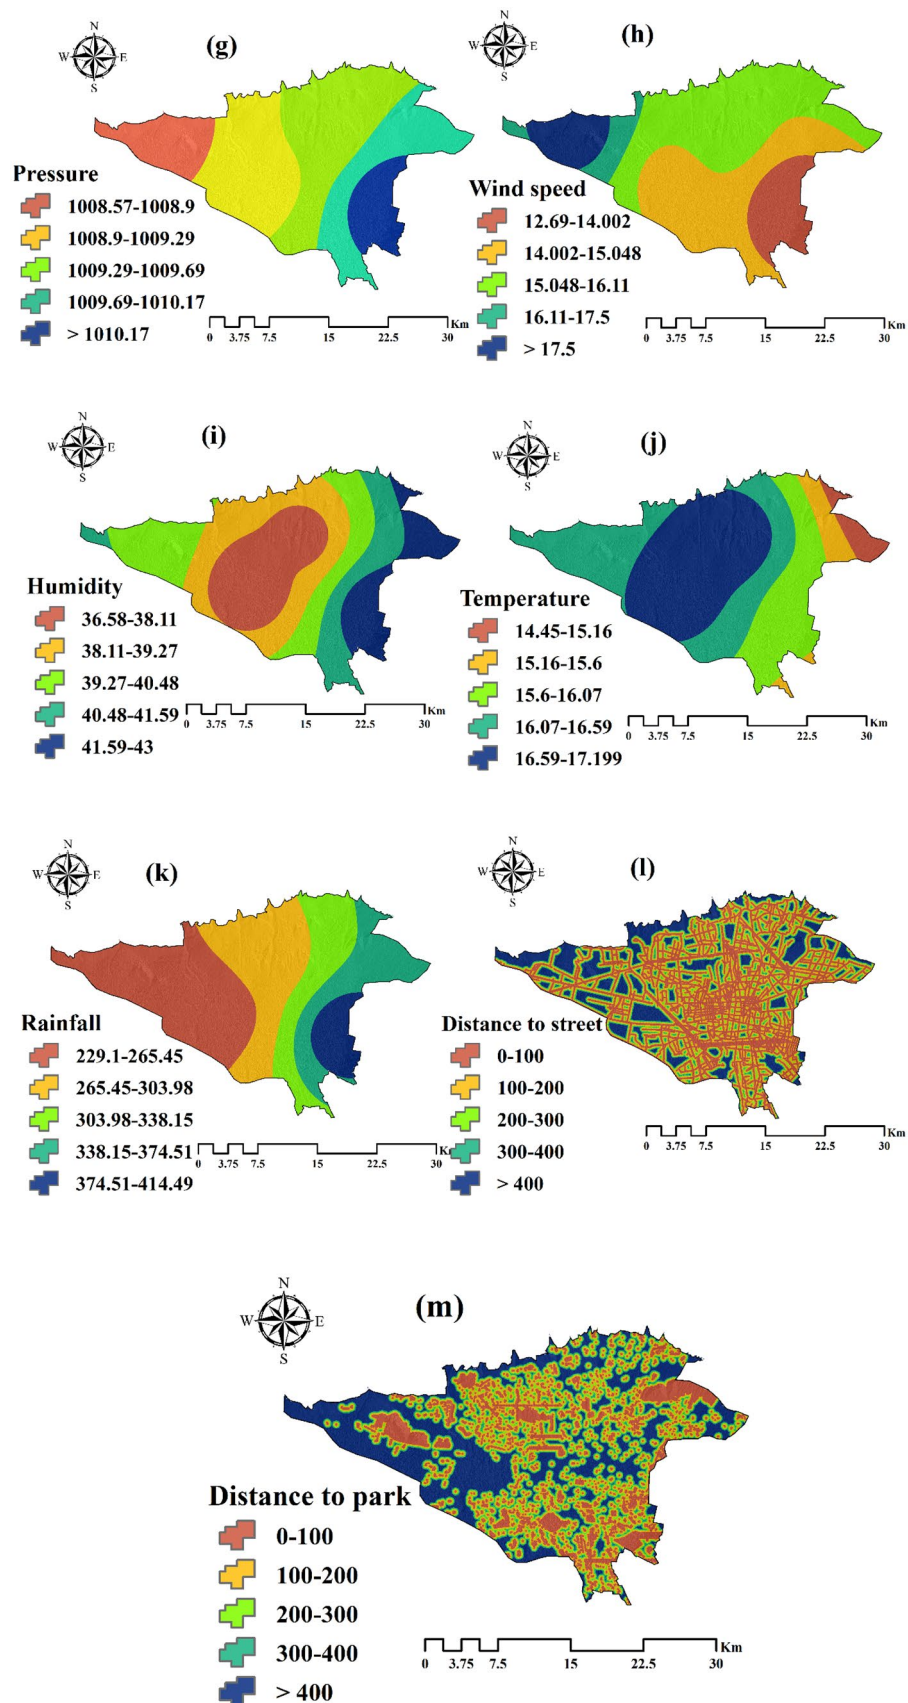 (g)
N
W E
S
Pressure
1008.57-1008.9
1008.9-1009.29
1009.29-1009.69
1009.69-1010.17
> 1010.17
Km
0 3.75 7.5 15 22.5 30
(h)
N
W E
S
Wind speed
12.69-14.002
14.002-15.048
15.048-16.11
16.11-17.5
> 17.5
Km
0 3.75 7.5 15 22.5 30
(i)
N
W E
S
Humidity
36.58-38.11
38.11-39.27
39.27-40.48
40.48-41.59
41.59-43
Km
0 3.75 7.5 15 22.5 30
(j)
N
W E
S
Temperature
14.45-15.16
15.16-15.6
15.6-16.07
16.07-16.59
16.59-17.199
Km
0 3.75 7.5 15 22.5 30
(k)
N
W E
S
Rainfall
229.1-265.45
265.45-303.98
303.98-338.15
338.15-374.51
374.51-414.49
Km
0 3.75 7.5 15 22.5 30
(l)
N
W E
S
Distance to street
0-100
100-200
200-300
300-400
> 400
Km
0 3.75 7.5 15 22.5 30
(m)
N
W E
S
Distance to park
0-100
100-200
200-300
300-400
> 400
Km
0 3.75 7.5 15 22.5 30